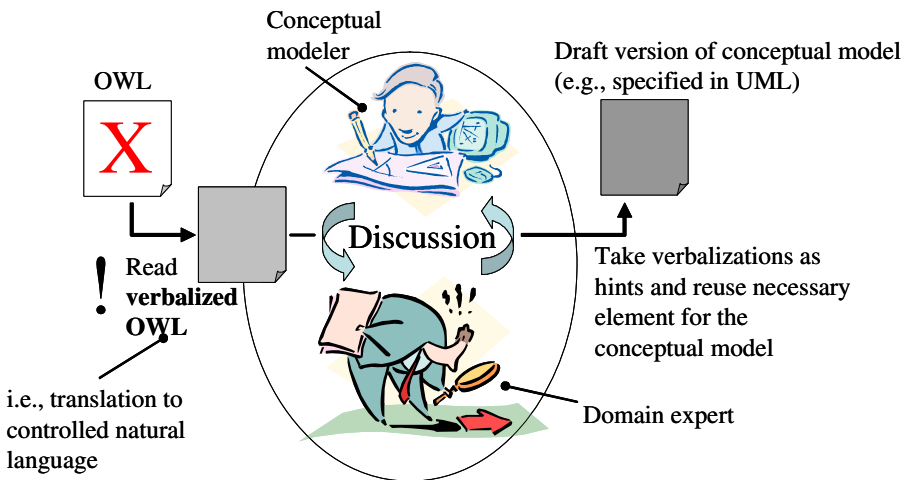 Conceptual
modeler
Draft version of conceptual model
(e.g., specified in UML)
OWL
X
Discussion
! Read
verbalized
OWL
Take verbalizations as
hints and reuse necessary
element for the
conceptual model
i.e., translation to
controlled natural
language
Domain expert